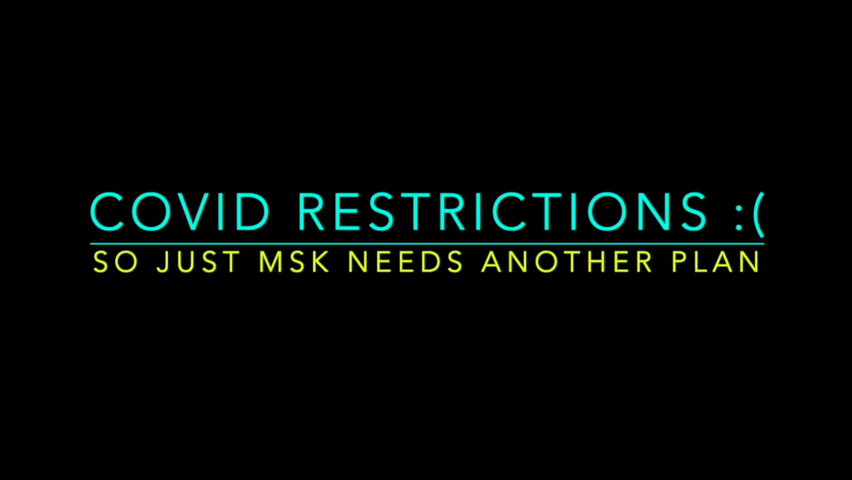 COVID RESTRICTIONS :(
SO JUST MSK NEEDS ANOTHER PLAN